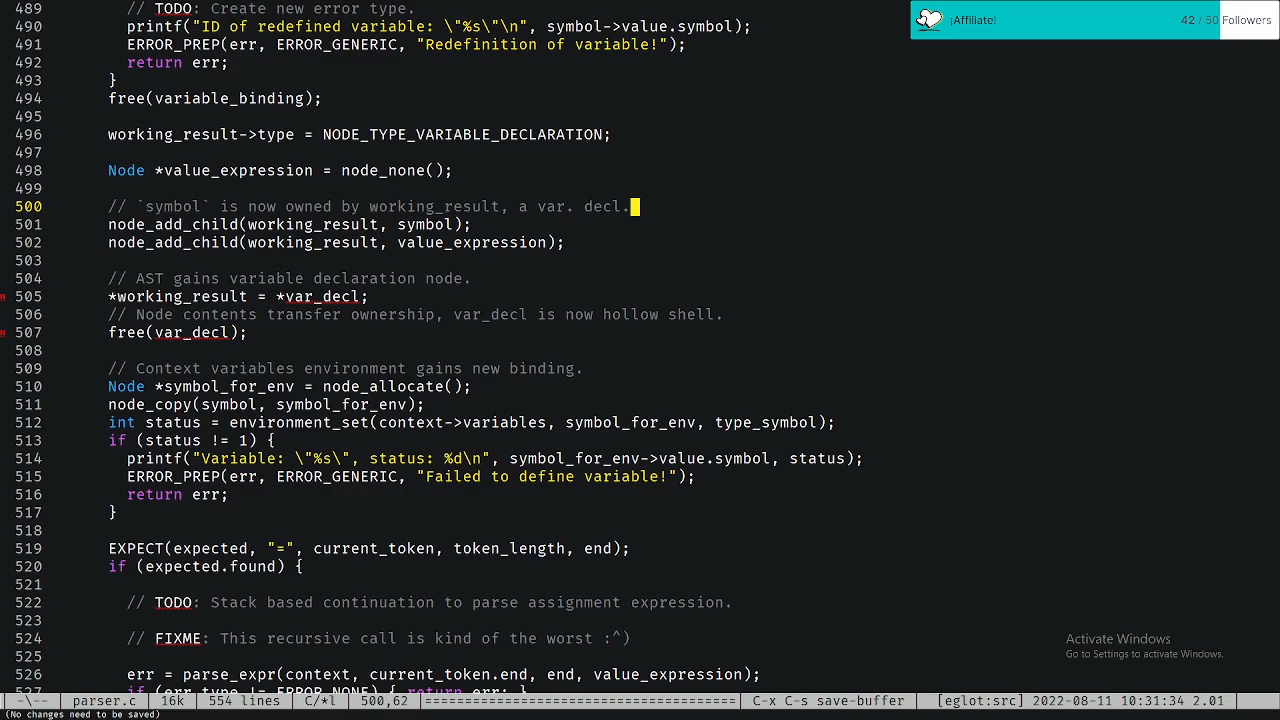 489 // TODO: Create new error type.
490 printf("ID of redefined variable: \"%s\"\n", symbol->value.symbol);
491 ERROR_PREP(err, ERROR_GENERIC, "Redefinition of variable!");
492 return err;
493 }
494 free(variable_binding);
495
496 working_result->type = NODE_TYPE_VARIABLE_DECLARATION;
497
498 Node *value_expression = node_none();
499
500 // `symbol` is now owned by working_result, a var. decl.
501 node_add_child(working_result, symbol);
502 node_add_child(working_result, value_expression);
503
504 // AST gains variable declaration node.
505 *working_result = *var_decl;
506 // Node contents transfer ownership, var_decl is now hollow shell.
507 free(var_decl);
508
509 // Context variables environment gains new binding.
510 Node *symbol_for_env = node_allocate();
511 node_copy(symbol, symbol_for_env);
512 int status = environment_set(context->variables, symbol_for_env, type_symbol);
513 if (status != 1) {
514 printf("Variable: \"%s\", status: %d\n", symbol_for_env->value.symbol, status);
515 ERROR_PREP(err, ERROR_GENERIC, "Failed to define variable!");
516 return err;
517 }
518
519 EXPECT(expected, "=", current_token, token_length, end);
520 if (expected.found) {
521
522 // TODO: Stack based continuation to parse assignment expression.
523
524 // FIXME: This recursive call is kind of the worst :^)
525
526 err = parse_expr(context, current_token.end, end, value_expression);
527 if (err.type != ERROR_NONE) { return err; }
¡Affiliate! 42 / 50 Followers
Activate Windows
Go to Settings to activate Windows.
-\-- parser.c 16k 554 lines C/*l 500,62 C-x C-s save-buffer [eglot:src] 2022-08-11 10:31:34 2.01
(No changes need to be saved)